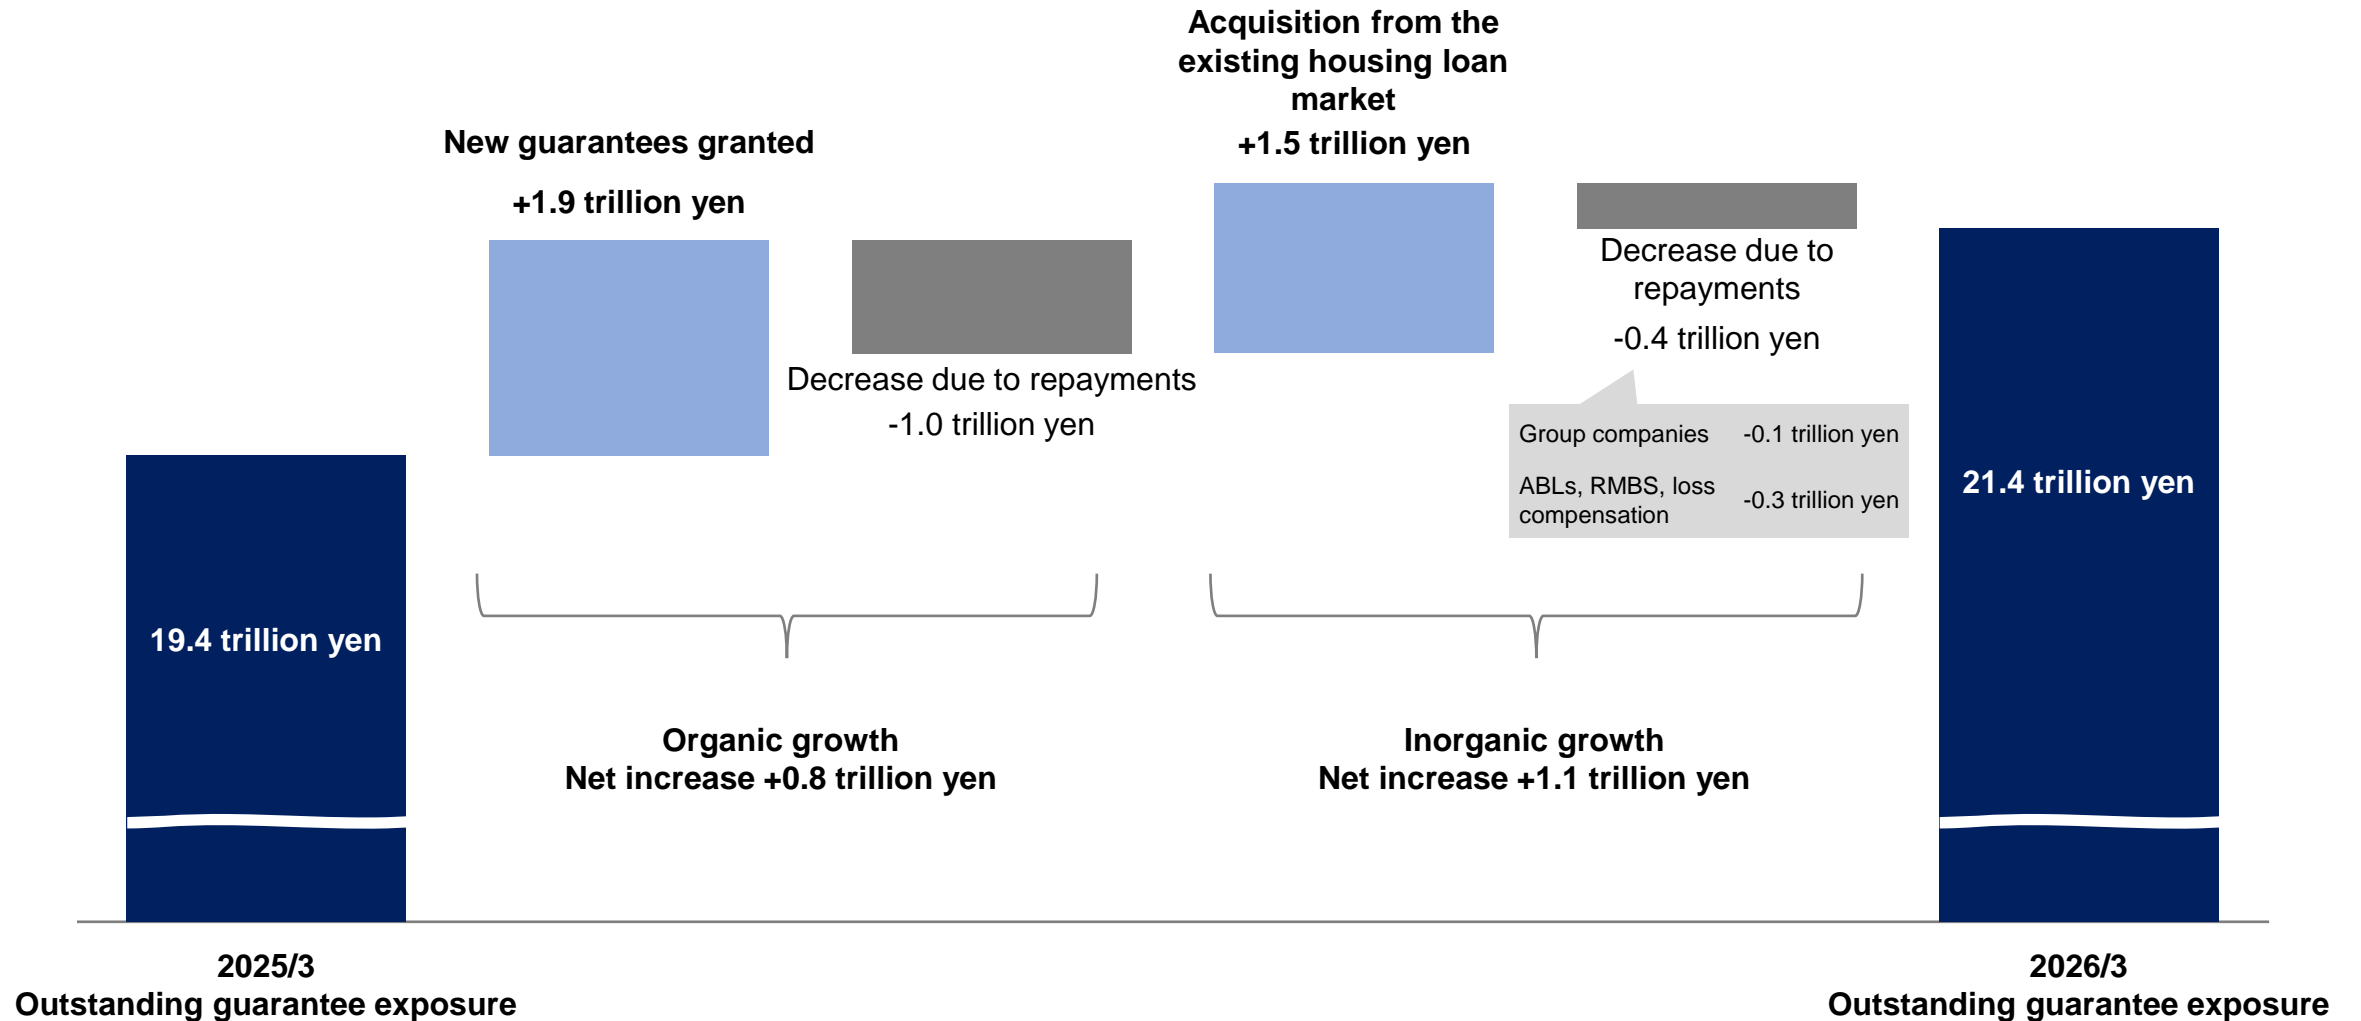 Acquisition from the
existing housing loan
market
+1.5 trillion yen
New guarantees granted
+1.9 trillion yen
Decrease due to repayments
-1.0 trillion yen
Decrease due to
repayments
-0.4 trillion yen
Group companies -0.1 trillion yen
ABLs, RMBS, loss
compensation
-0.3 trillion yen
19.4 trillion yen
21.4 trillion yen
Organic growth
Net increase +0.8 trillion yen
Inorganic growth
Net increase +1.1 trillion yen
2025/3
Outstanding guarantee exposure
2026/3
Outstanding guarantee exposure